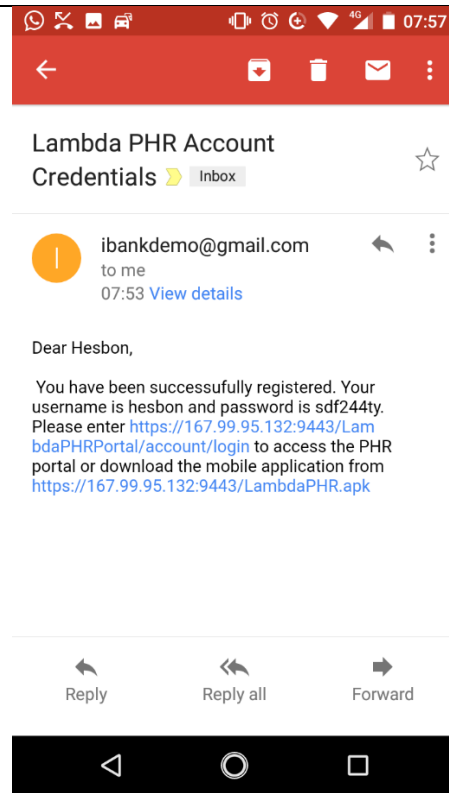 4G 07:57
Lambda PHR Account
Credentials Inbox
I
ibankdemo@gmail.com
to me
07:53 View details
Dear Hesbon,
You have been successufully registered. Your
username is hesbon and password is sdf244ty.
Please enter https://167.99.95.132:9443/Lam
bdaPHRPortal/account/login to access the PHR
portal or download the mobile application from
https://167.99.95.132:9443/LambdaPHR.apk
Reply Reply all Forward